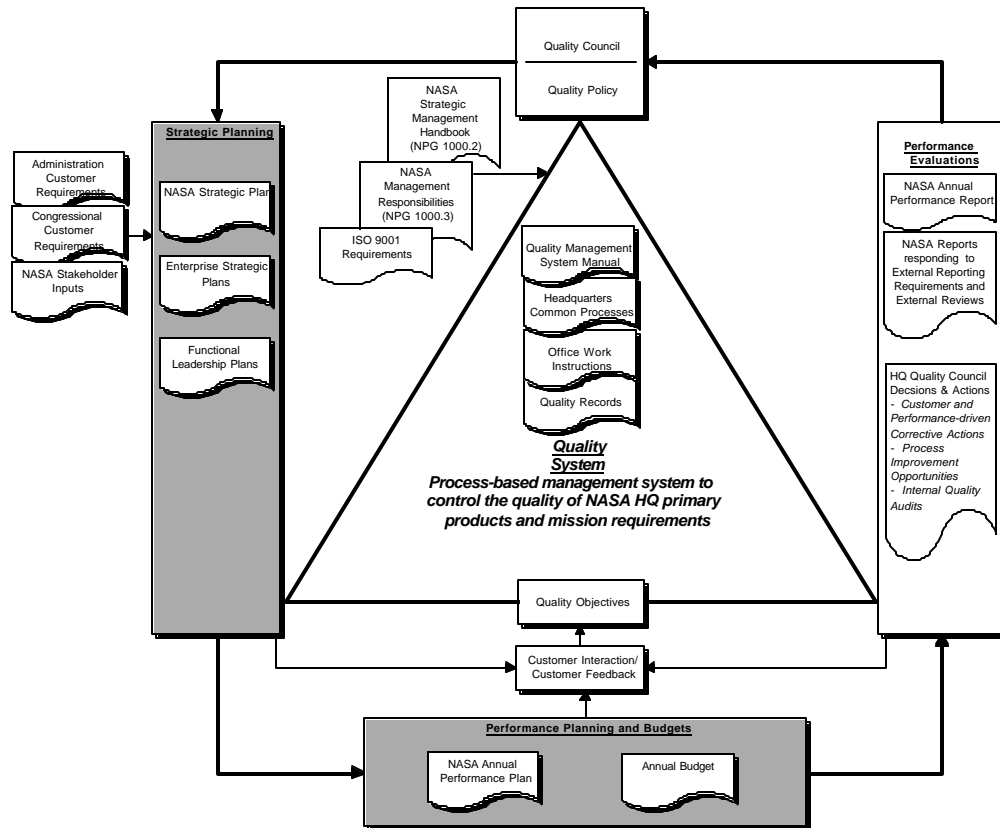 Quality Council
Quality Policy
NASA
Strategic
Management
Handbook
(NPG 1000.2)
NASA
Management
Responsibilities
(NPG 1000.3)
ISO 9001
Requirements
Administration
Customer
Requirements
Congressional
Customer
Requirements
NASA Stakeholder
Inputs
Strategic Planning
NASA Strategic Plan
Enterprise Strategic
Plans
Functional
Leadership Plans
Quality Management
System Manual
Headquarters
Common Processes
Office Work
Instructions
Quality Records
Quality
System
Process-based management system to
control the quality of NASA HQ primary
products and mission requirements
Performance
Evaluations
NASA Annual
Performance Report
NASA Reports
responding to
External Reporting
Requirements and
External Reviews
HQ Quality Council
Decsions & Actions
- Customer and
Performance-driven
Corrective Actions
- Process
Improvement
Opportunities
- Internal Quality
Audits
Quality Objectives
Customer Interaction/
Customer Feedback
Performance Planning and Budgets
NASA Annual
Performance Plan
Annual Budget